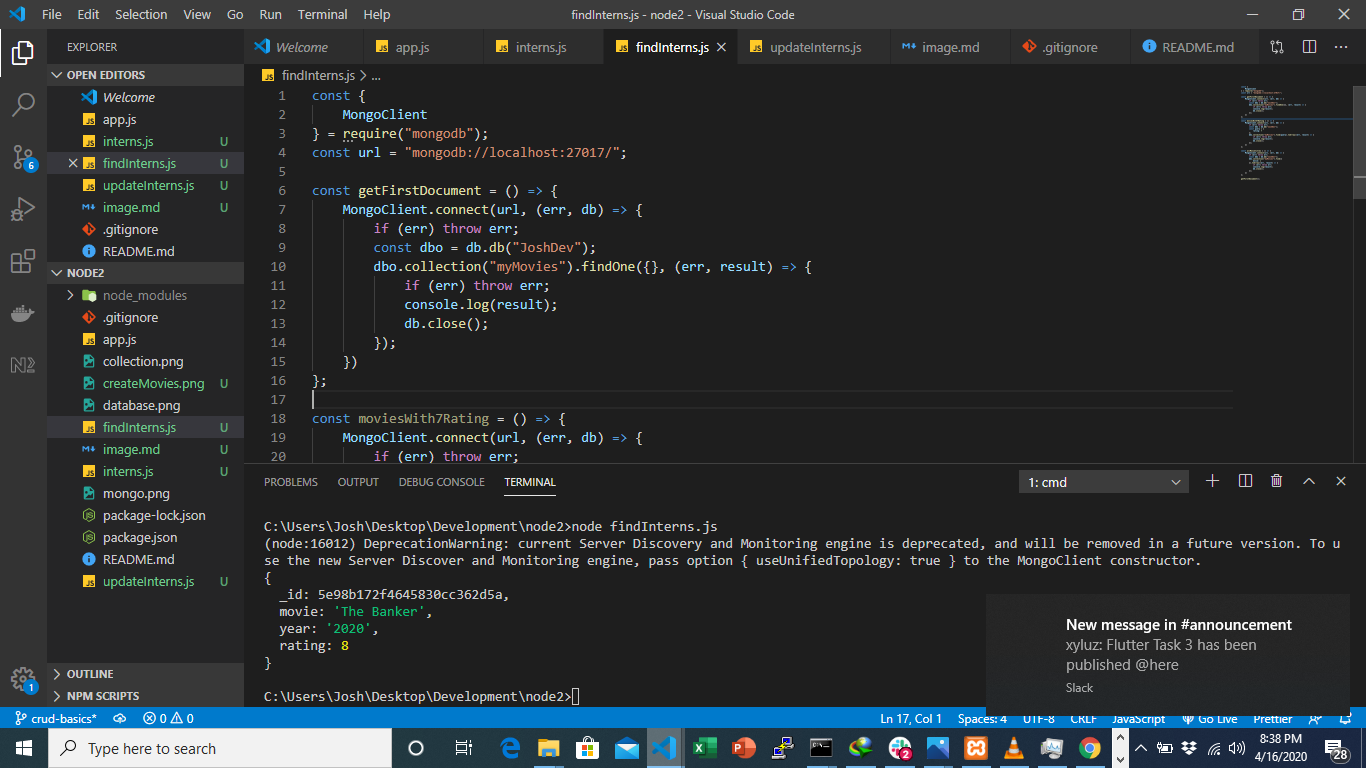 File Edit Selection View Go Run Terminal Help findInterns.js - node2 - Visual Studio Code
EXPLORER
OPEN EDITORS
Welcome
app.js
interns.js U
findInterns.js U
updateInterns.js U
image.md U
.gitignore
README.md
NODE2
node_modules
.gitignore
app.js
collection.png
createMovies.png U
database.png
findInterns.js U
image.md U
interns.js U
mongo.png
package-lock.json
package.json
README.md
updateInterns.js U
OUTLINE
NPM SCRIPTS
6
1
Welcome app.js interns.js findInterns.js updateInterns.js image.md .gitignore README.md
findInterns.js > ...
1 const {
2 MongoClient
3 } = require("mongodb");
4 const url = "mongodb://localhost:27017/";
5
6 const getFirstDocument = () => {
7 MongoClient.connect(url, (err, db) => {
8 if (err) throw err;
9 const dbo = db.db("JoshDev");
10 dbo.collection("myMovies").findOne({}, (err, result) => {
11 if (err) throw err;
12 console.log(result);
13 db.close();
14 });
15 })
16 };
17
18 const moviesWith7Rating = () => {
19 MongoClient.connect(url, (err, db) => {
20 if (err) throw err;
PROBLEMS OUTPUT DEBUG CONSOLE TERMINAL 1: cmd
C:\Users\Josh\Desktop\Development\node2>node findInterns.js
(node:16012) DeprecationWarning: current Server Discovery and Monitoring engine is deprecated, and will be removed in a future version. To u
se the new Server Discover and Monitoring engine, pass option { useUnifiedTopology: true } to the MongoClient constructor.
{
_id: 5e98b172f4645830cc362d5a,
movie: 'The Banker',
year: '2020',
rating: 8
}
C:\Users\Josh\Desktop\Development\node2>
New message in #announcement
xyluz: Flutter Task 3 has been
published @here
Slack
crud-basics* 0 0 Ln 17, Col 1 Spaces: 4 UTF-8 CRLF JavaScript Go Live Prettier
Type here to search
2
8:38 PM
4/16/2020
28